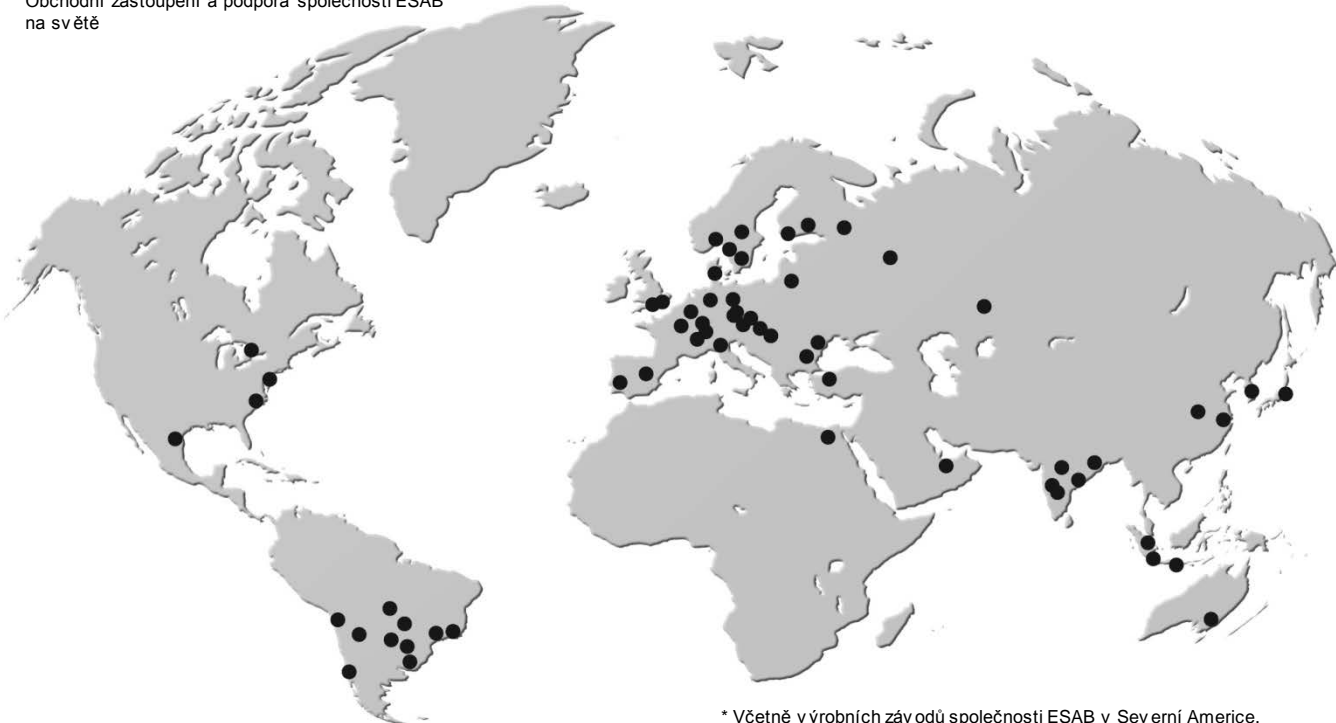 Obchodní zastoupení a podpora společnosti ESAB
na světě
* Včetně výrobních závodů společnosti ESAB v Severní Americe.